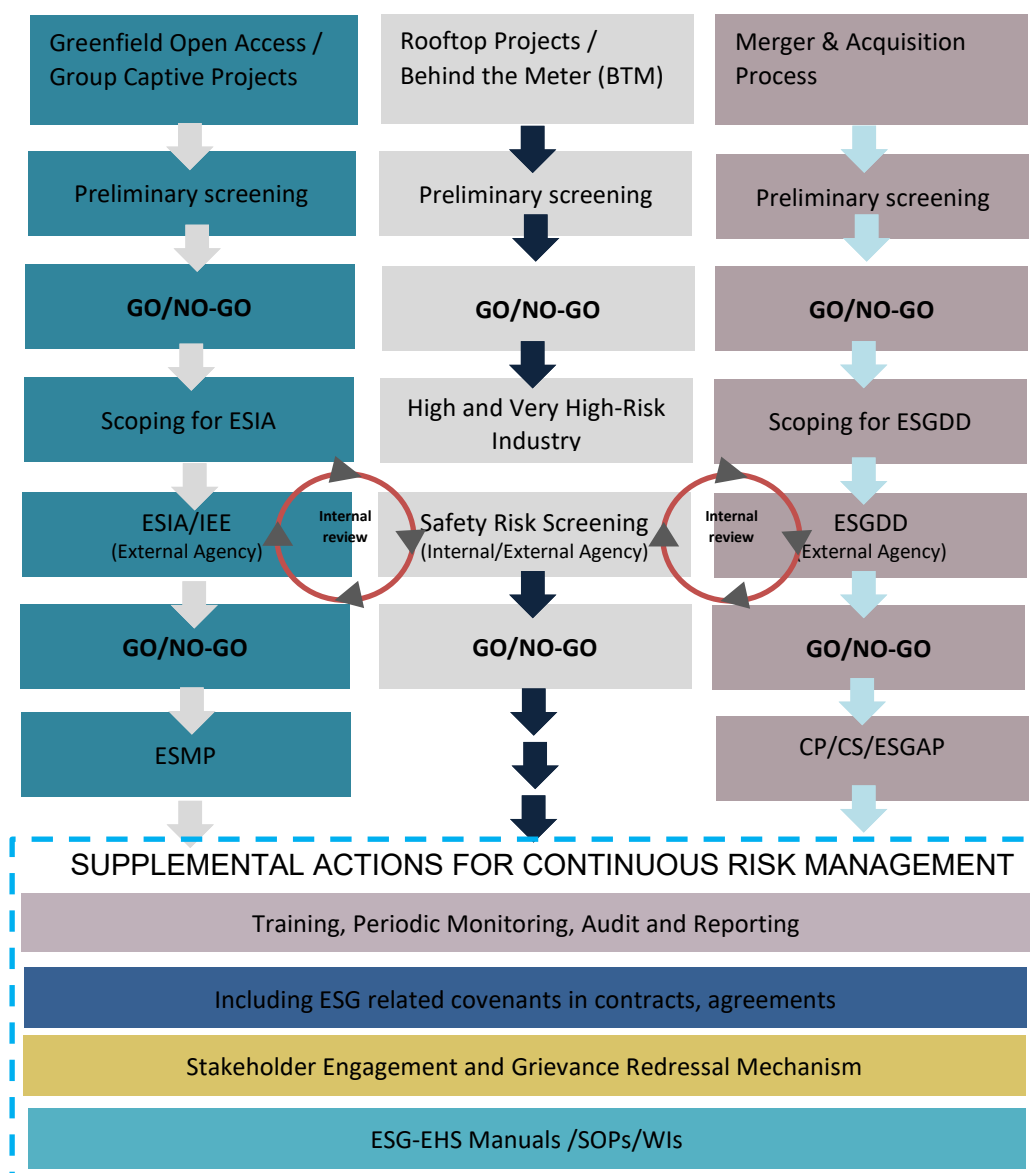 Greenfield Open Access /
Group Captive Projects
Preliminary screening
GO/NO-GO
Scoping for ESIA
ESIA/IEE
(External Agency)
GO/NO-GO
ESMP
Internal
review
Rooftop Projects /
Behind the Meter (BTM)
Preliminary screening
GO/NO-GO
High and Very High-Risk
Industry
Safety Risk Screening
(Internal/External Agency)
GO/NO-GO
Internal
review
Merger & Acquisition
Process
Preliminary screening
GO/NO-GO
Scoping for ESGDD
ESGDD
(External Agency)
GO/NO-GO
CP/CS/ESGAP
SUPPLEMENTAL ACTIONS FOR CONTINUOUS RISK MANAGEMENT
Training, Periodic Monitoring, Audit and Reporting
Including ESG related covenants in contracts, agreements
Stakeholder Engagement and Grievance Redressal Mechanism
ESG-EHS Manuals /SOPs/WIs